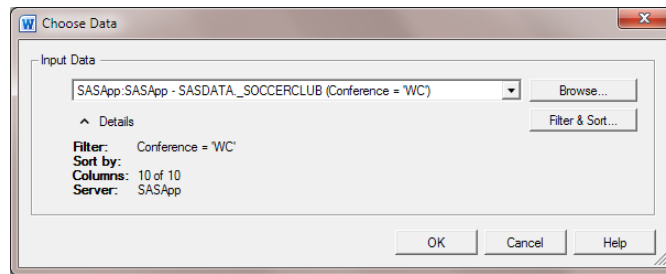 Choose Data
Input Data
SASApp:SASApp - SASDATA._SOCCERCLUB (Conference = 'WC')
Browse...
^ Details
Filter & Sort...
Filter: Conference = 'WC'
Sort by:
Columns: 10 of 10
Server: SASApp
OK Cancel Help